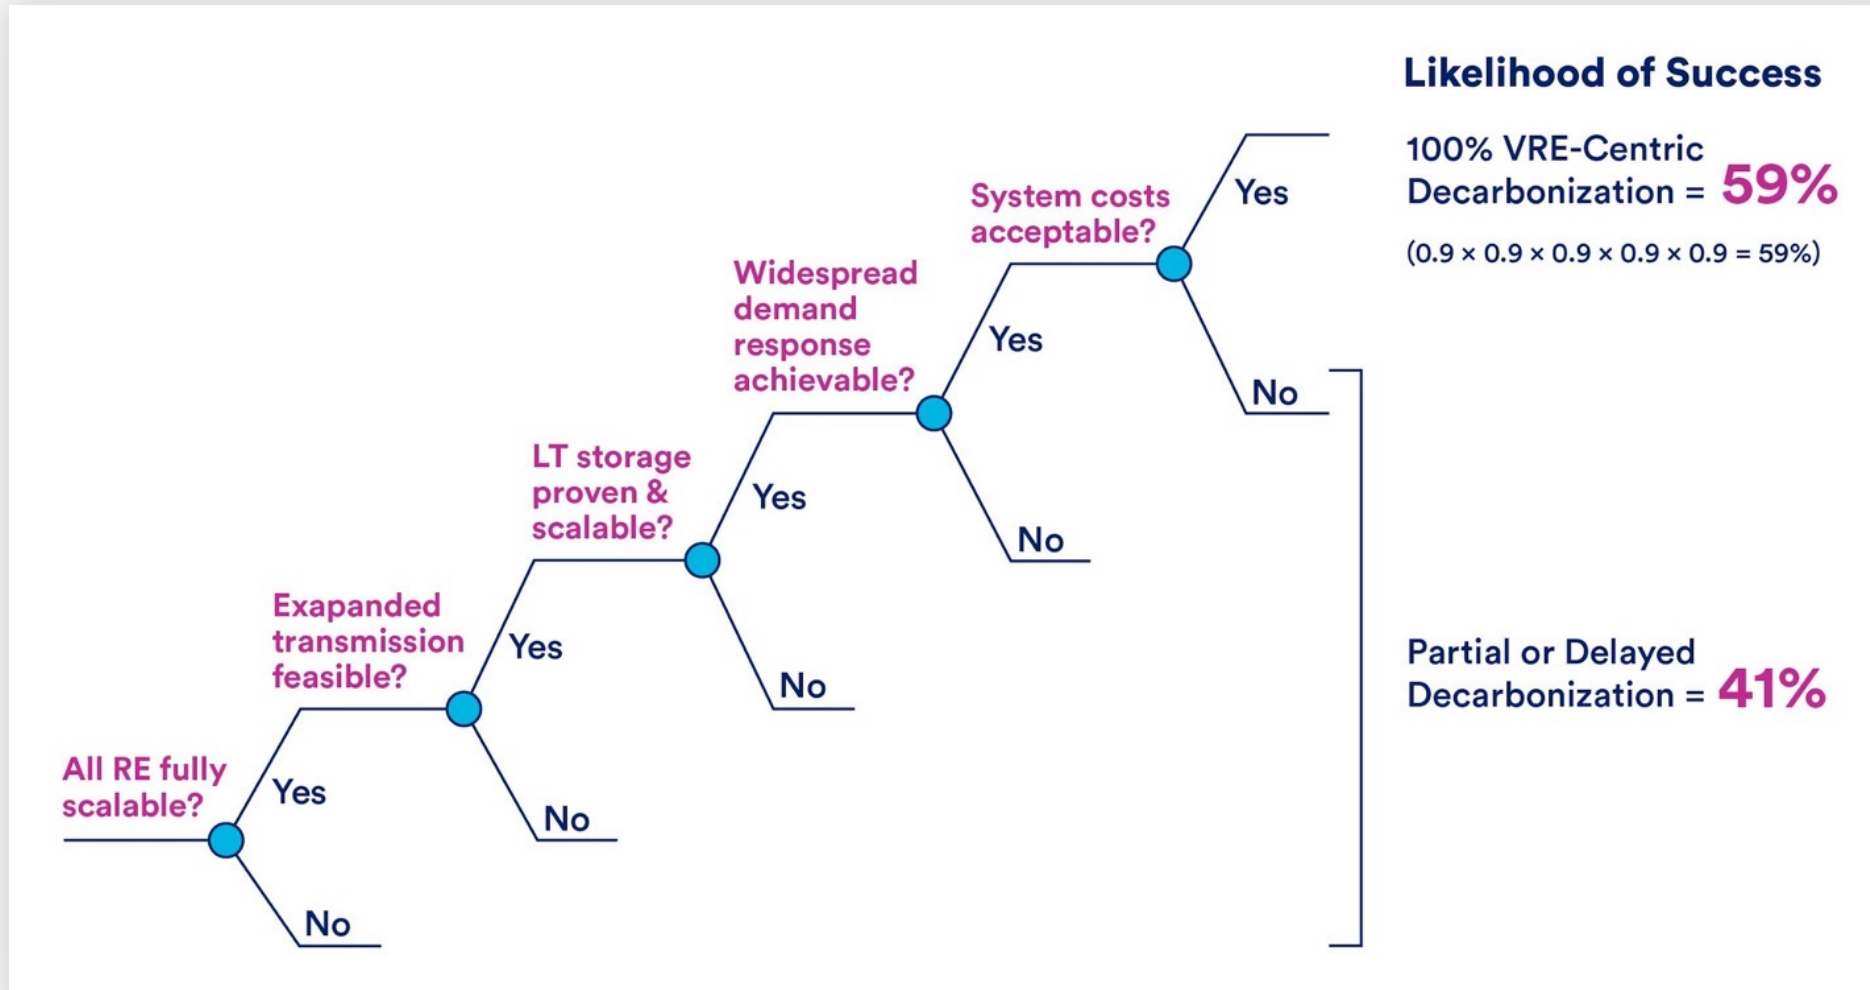 Likelihood of Success
100% VRE-Centric
Decarbonization = 59%
(0.9 × 0.9 × 0.9 × 0.9 × 0.9 = 59%)
System costs
acceptable?
Yes
No
Widespread
demand
response
achievable?
Yes
No
LT storage
proven &
scalable?
Yes
No
Exapanded
transmission
feasible?
Yes
No
All RE fully
scalable?
Yes
No
Partial or Delayed
Decarbonization = 41%